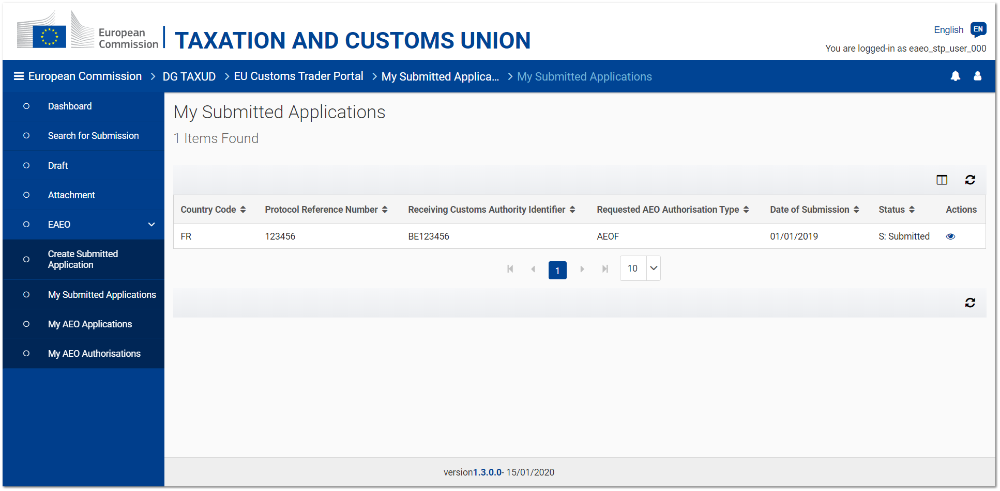 European
Commission
TAXATION AND CUSTOMS UNION
English EN
You are logged-in as eaeo_stp_user_000
European Commission > DG TAXUD > EU Customs Trader Portal > My Submitted Applica... > My Submitted Applications
Dashboard
Search for Submission
Draft
Attachment
EAEO
Create Submitted
Application
My Submitted Applications
My AEO Applications
My AEO Authorisations
My Submitted Applications
1 Items Found
Country Code Protocol Reference Number Receiving Customs Authority Identifier Requested AEO Authorisation Type Date of Submission Status Actions
FR 123456 BE123456 AEOF 01/01/2019 S: Submitted
1 10
version1.3.0.0- 15/01/2020